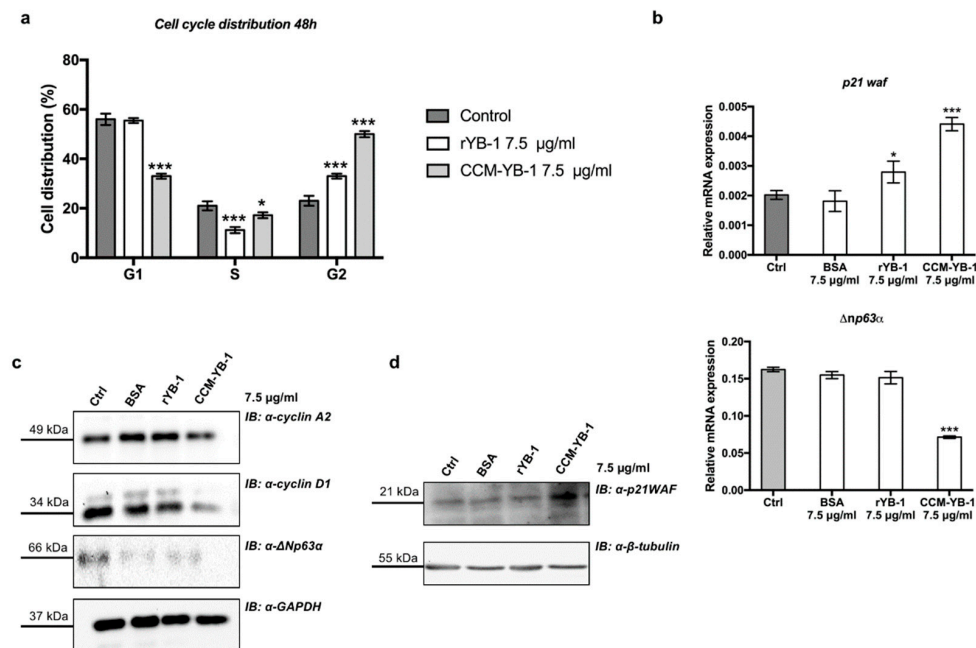 a
Cell cycle distribution 48h
Cell distribution (%)
80
60
40
20
0
***
***
*
***
***
G1
S
G2
Control
rYB-1 7.5 µg/ml
CCM-YB-1 7.5 µg/ml
b
p21 waf
Relative mRNA expression
0.005
0.004
0.003
0.002
0.001
0.000
*
***
Ctrl
BSA
7.5 µg/ml
rYB-1
7.5 µg/ml
CCM-YB-1
7.5 µg/ml
Δnp63α
Relative mRNA expression
0.20
0.15
0.10
0.05
0.00
***
Ctrl
BSA
7.5 µg/ml
rYB-1
7.5 µg/ml
CCM-YB-1
7.5 µg/ml
c
Ctrl
BSA
rYB-1
CCM-YB-1
7.5 µg/ml
49 kDa
IB: α-cyclin A2
34 kDa
IB: α-cyclin D1
66 kDa
IB: α-ΔNp63α
37 kDa
IB: α-GAPDH
d
Ctrl
BSA
rYB-1
CCM-YB-1
7.5 µg/ml
21 kDa
IB: α-p21WAF
55 kDa
IB: α-β-tubulin